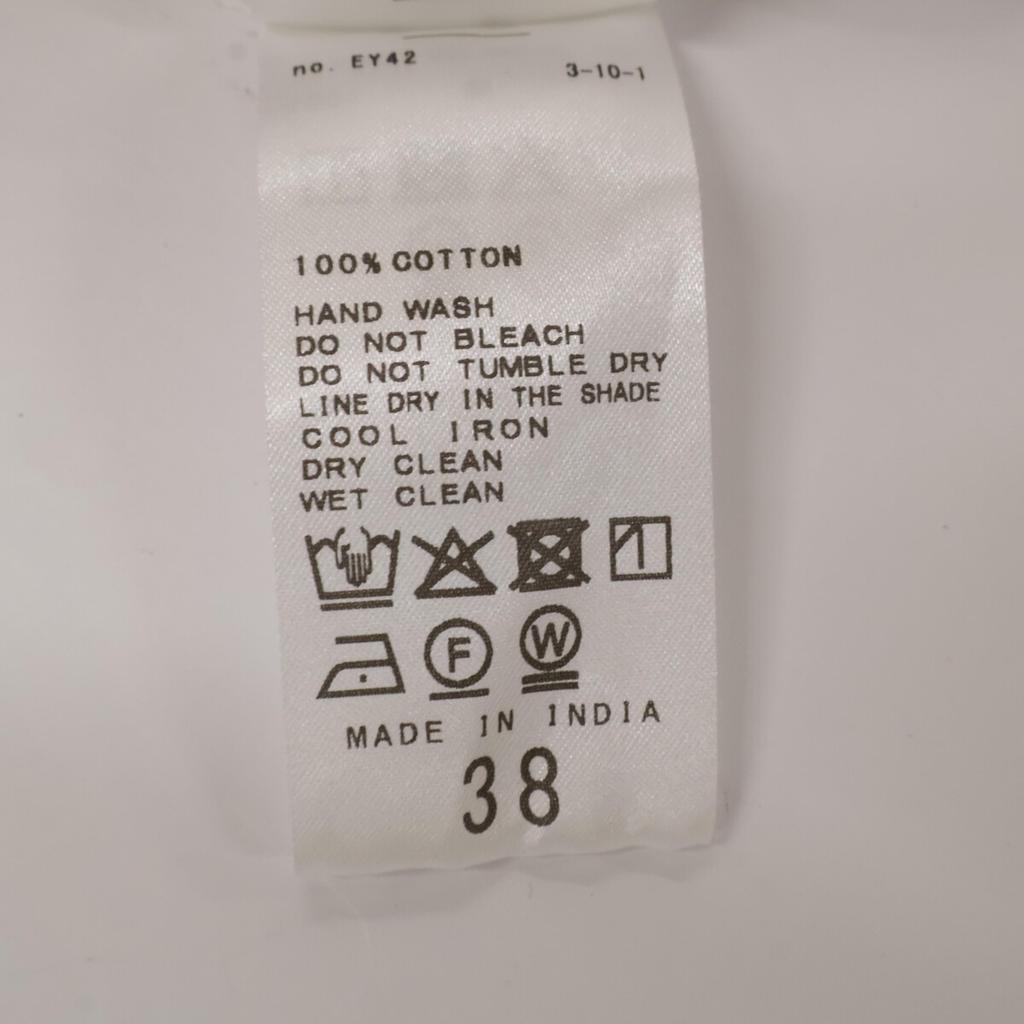 no. EY42 3-10-1
100% COTTON
HAND WASH
DO NOT BLEACH
DO NOT TUMBLE DRY
LINE DRY IN THE SHADE
COOL IRON
DRY CLEAN
WET CLEAN
F W
MADE IN INDIA
38